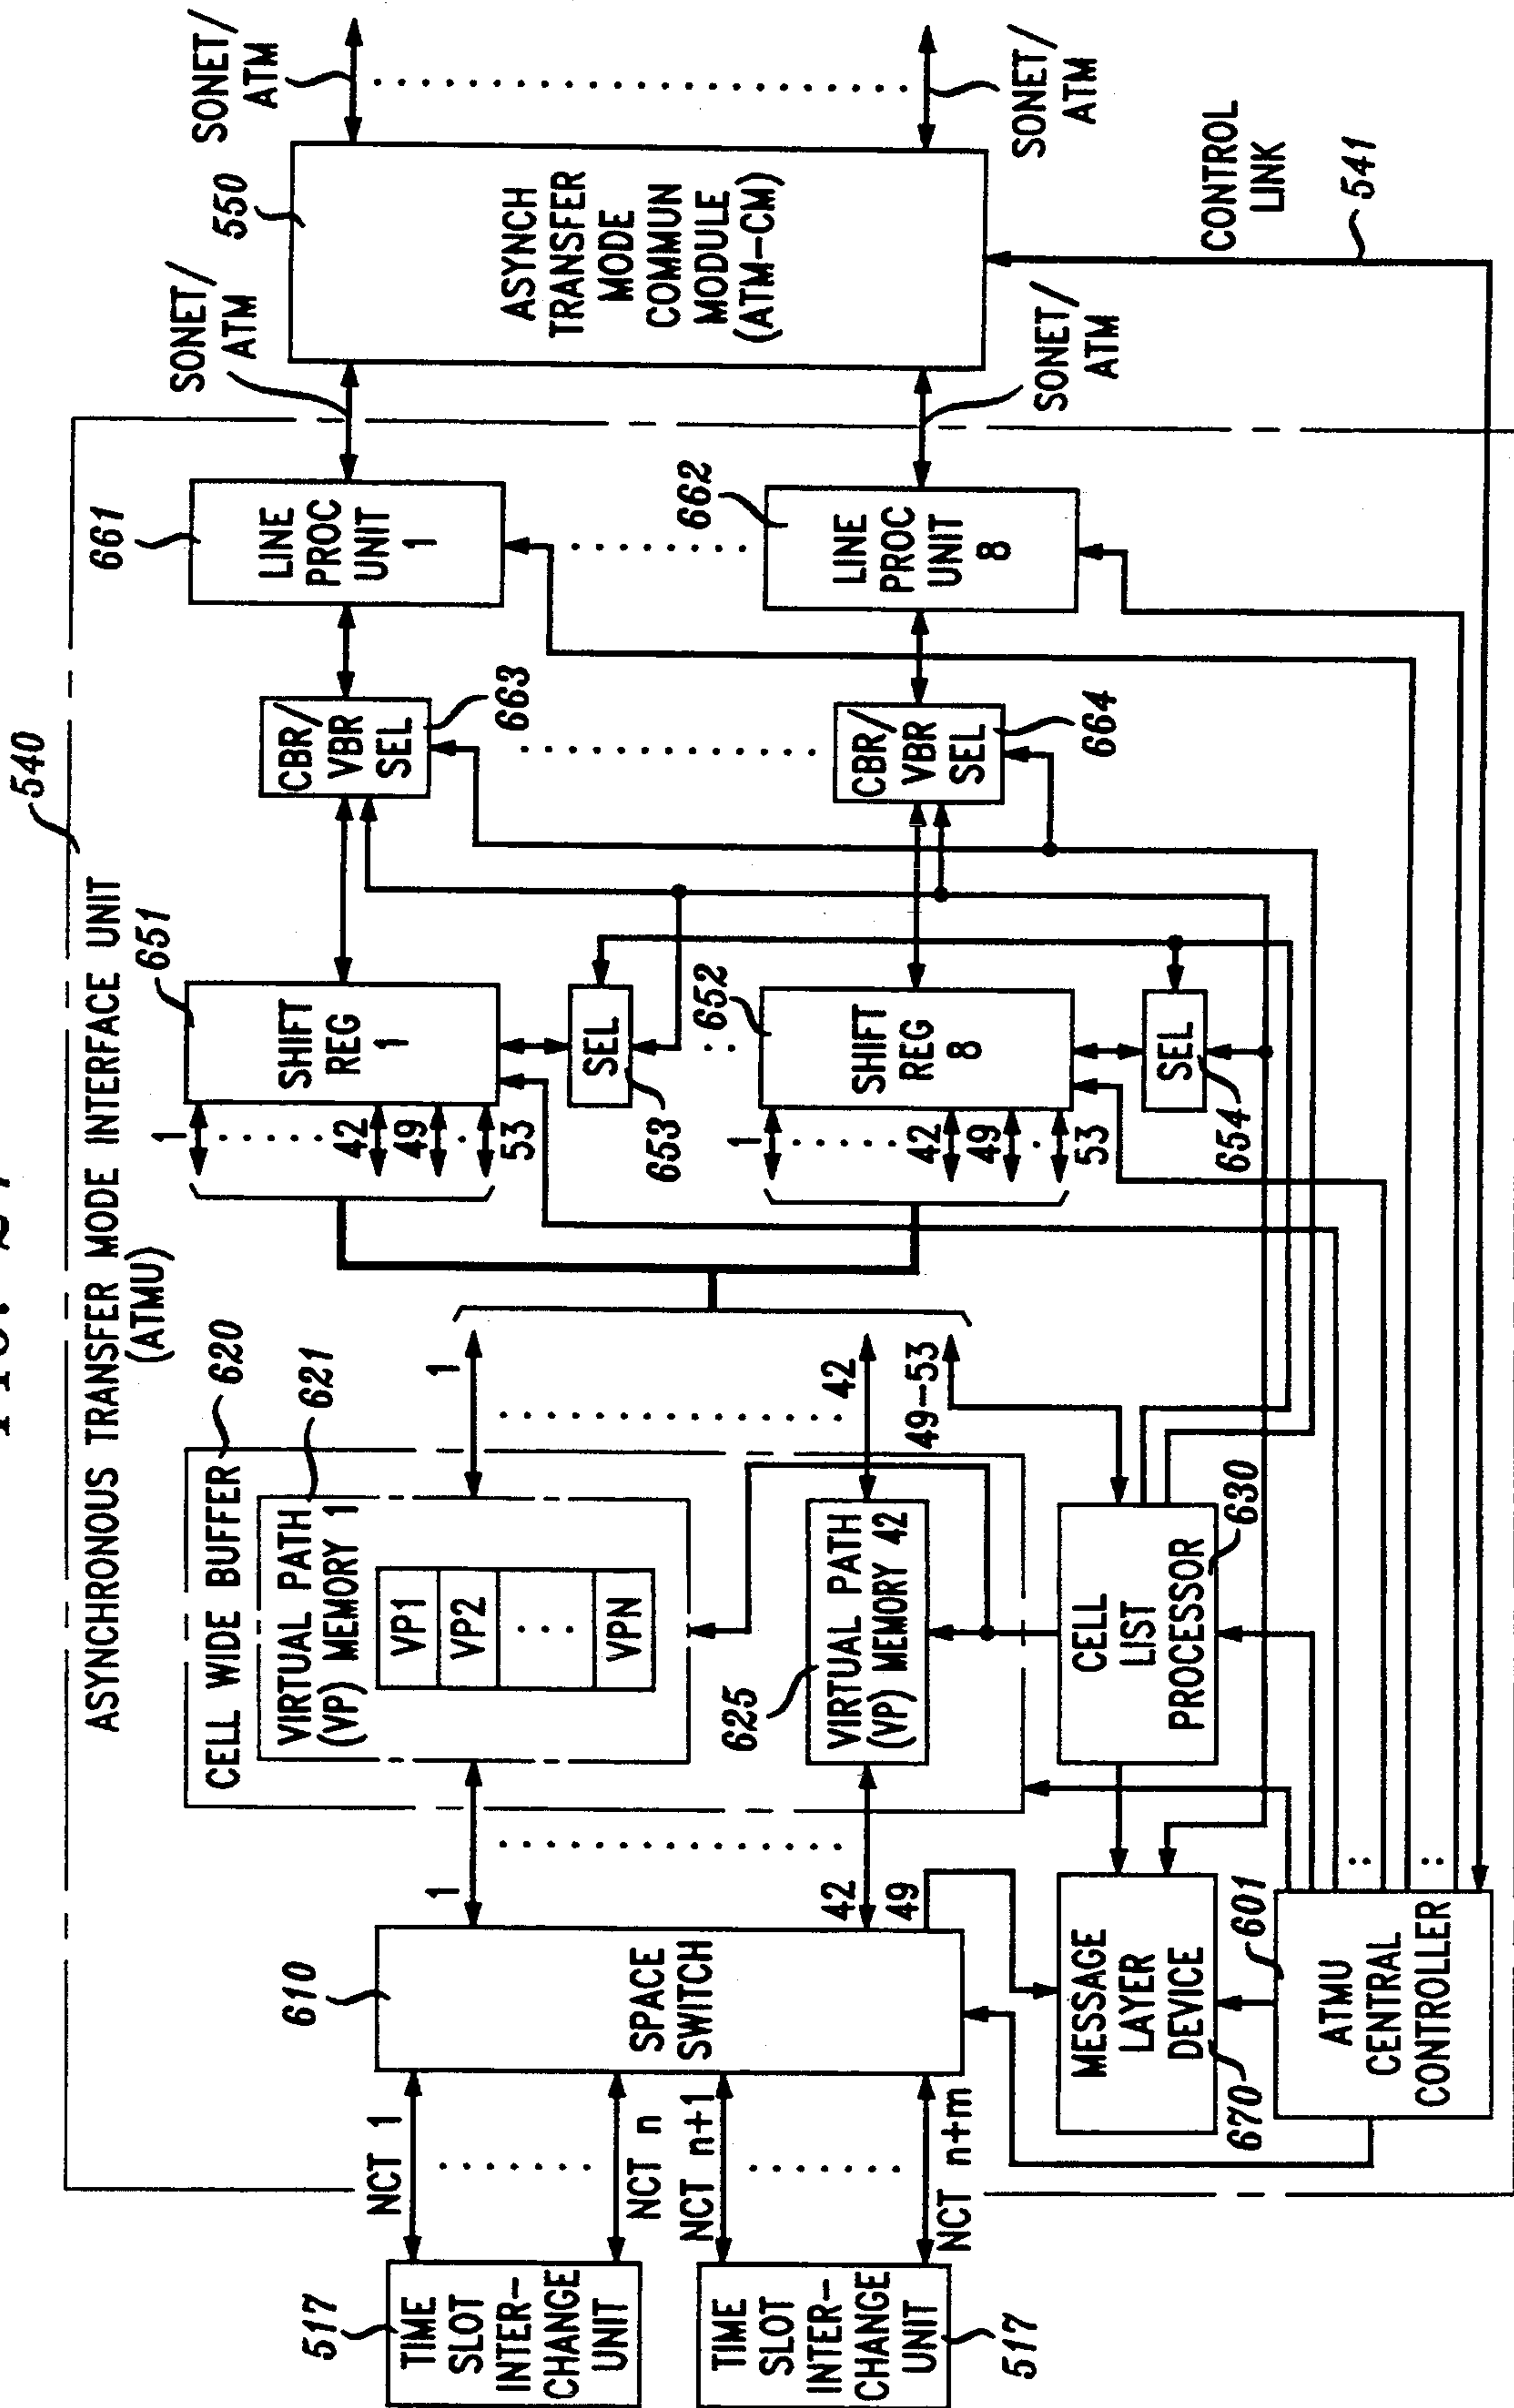 ASYNCHRONOUS TRANSFER MODE INTERFACE UNIT
(ATMU)
540
517
TIME
SLOT
INTER-
CHANGE
UNIT
TIME
SLOT
INTER-
CHANGE
UNIT
517
NCT 1
NCT n
NCT n+1
NCT n+m
610
SPACE
SWITCH
1
42
49
CELL WIDE BUFFER
620
VIRTUAL PATH
(VP) MEMORY 1
621
VP1
VP2
VPN
625
VIRTUAL PATH
(VP) MEMORY 42
1
42
49-53
CELL
LIST
PROCESSOR
630
MESSAGE
LAYER
DEVICE
670
601
ATMU
CENTRAL
CONTROLLER
651
SHIFT
REG
1
1
42
49
53
SEL
653
652
SHIFT
REG
8
1
42
49
53
SEL
654
CBR/
VBR
SEL
663
CBR/
VBR
SEL
664
661
LINE
PROC
UNIT
1
662
LINE
PROC
UNIT
8
SONET/
ATM
SONET/
ATM
550
ASYNCH
TRANSFER
MODE
COMMUN
MODULE
(ATM-CM)
SONET/
ATM
SONET/
ATM
CONTROL
LINK
541